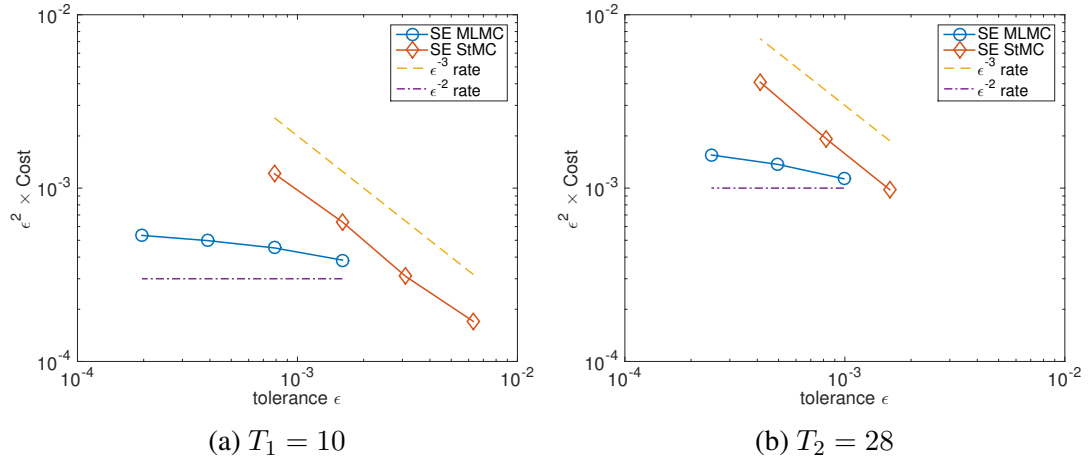 10^-2
SE MLMC
SE StMC
ϵ^-3 rate
ϵ^-2 rate
ϵ^2 × Cost
10^-3
10^-4
10^-4
10^-3
10^-2
tolerance ϵ
(a) T_1 = 10
10^-2
SE MLMC
SE StMC
ϵ^-3 rate
ϵ^-2 rate
ϵ^2 × Cost
10^-3
10^-4
10^-4
10^-3
10^-2
tolerance ϵ
(b) T_2 = 28